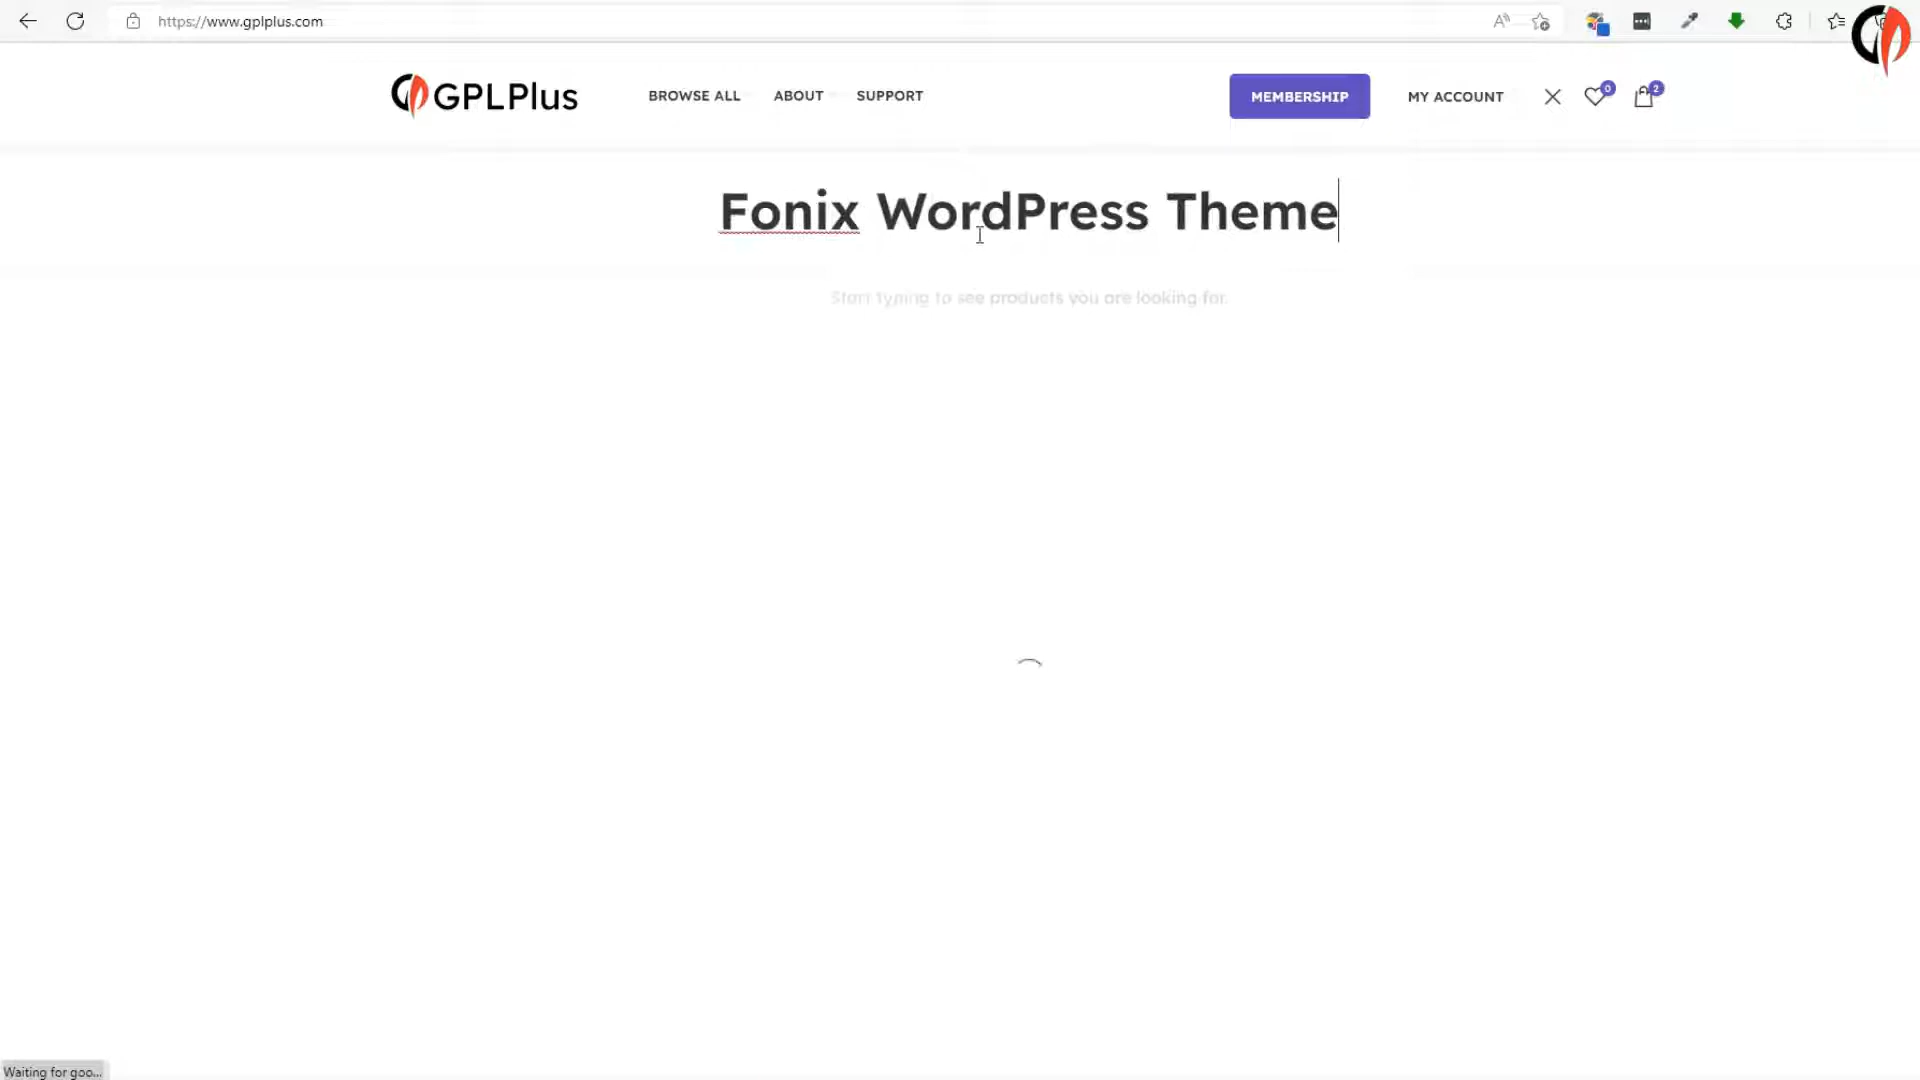 https://www.gplplus.com
GPLPlus
BROWSE ALL
ABOUT
SUPPORT
MEMBERSHIP
MY ACCOUNT
0
2
Fonix WordPress Theme
Start typing to see products you are looking for.
Waiting for goo...